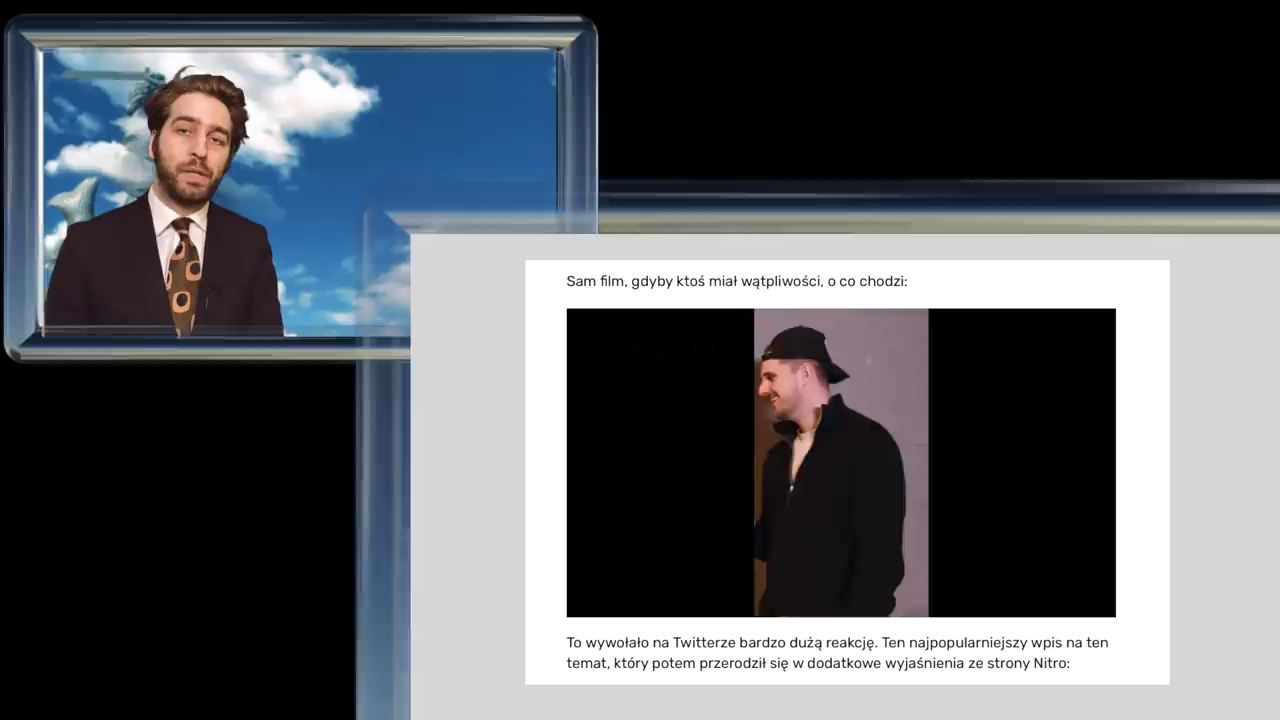 Sam film, gdyby ktoś miał wątpliwości, o co chodzi:
To wywołało na Twitterze bardzo dużą reakcję. Ten najpopularniejszy wpis na ten
temat, który potem przerodził się w dodatkowe wyjaśnienia ze strony Nitro: